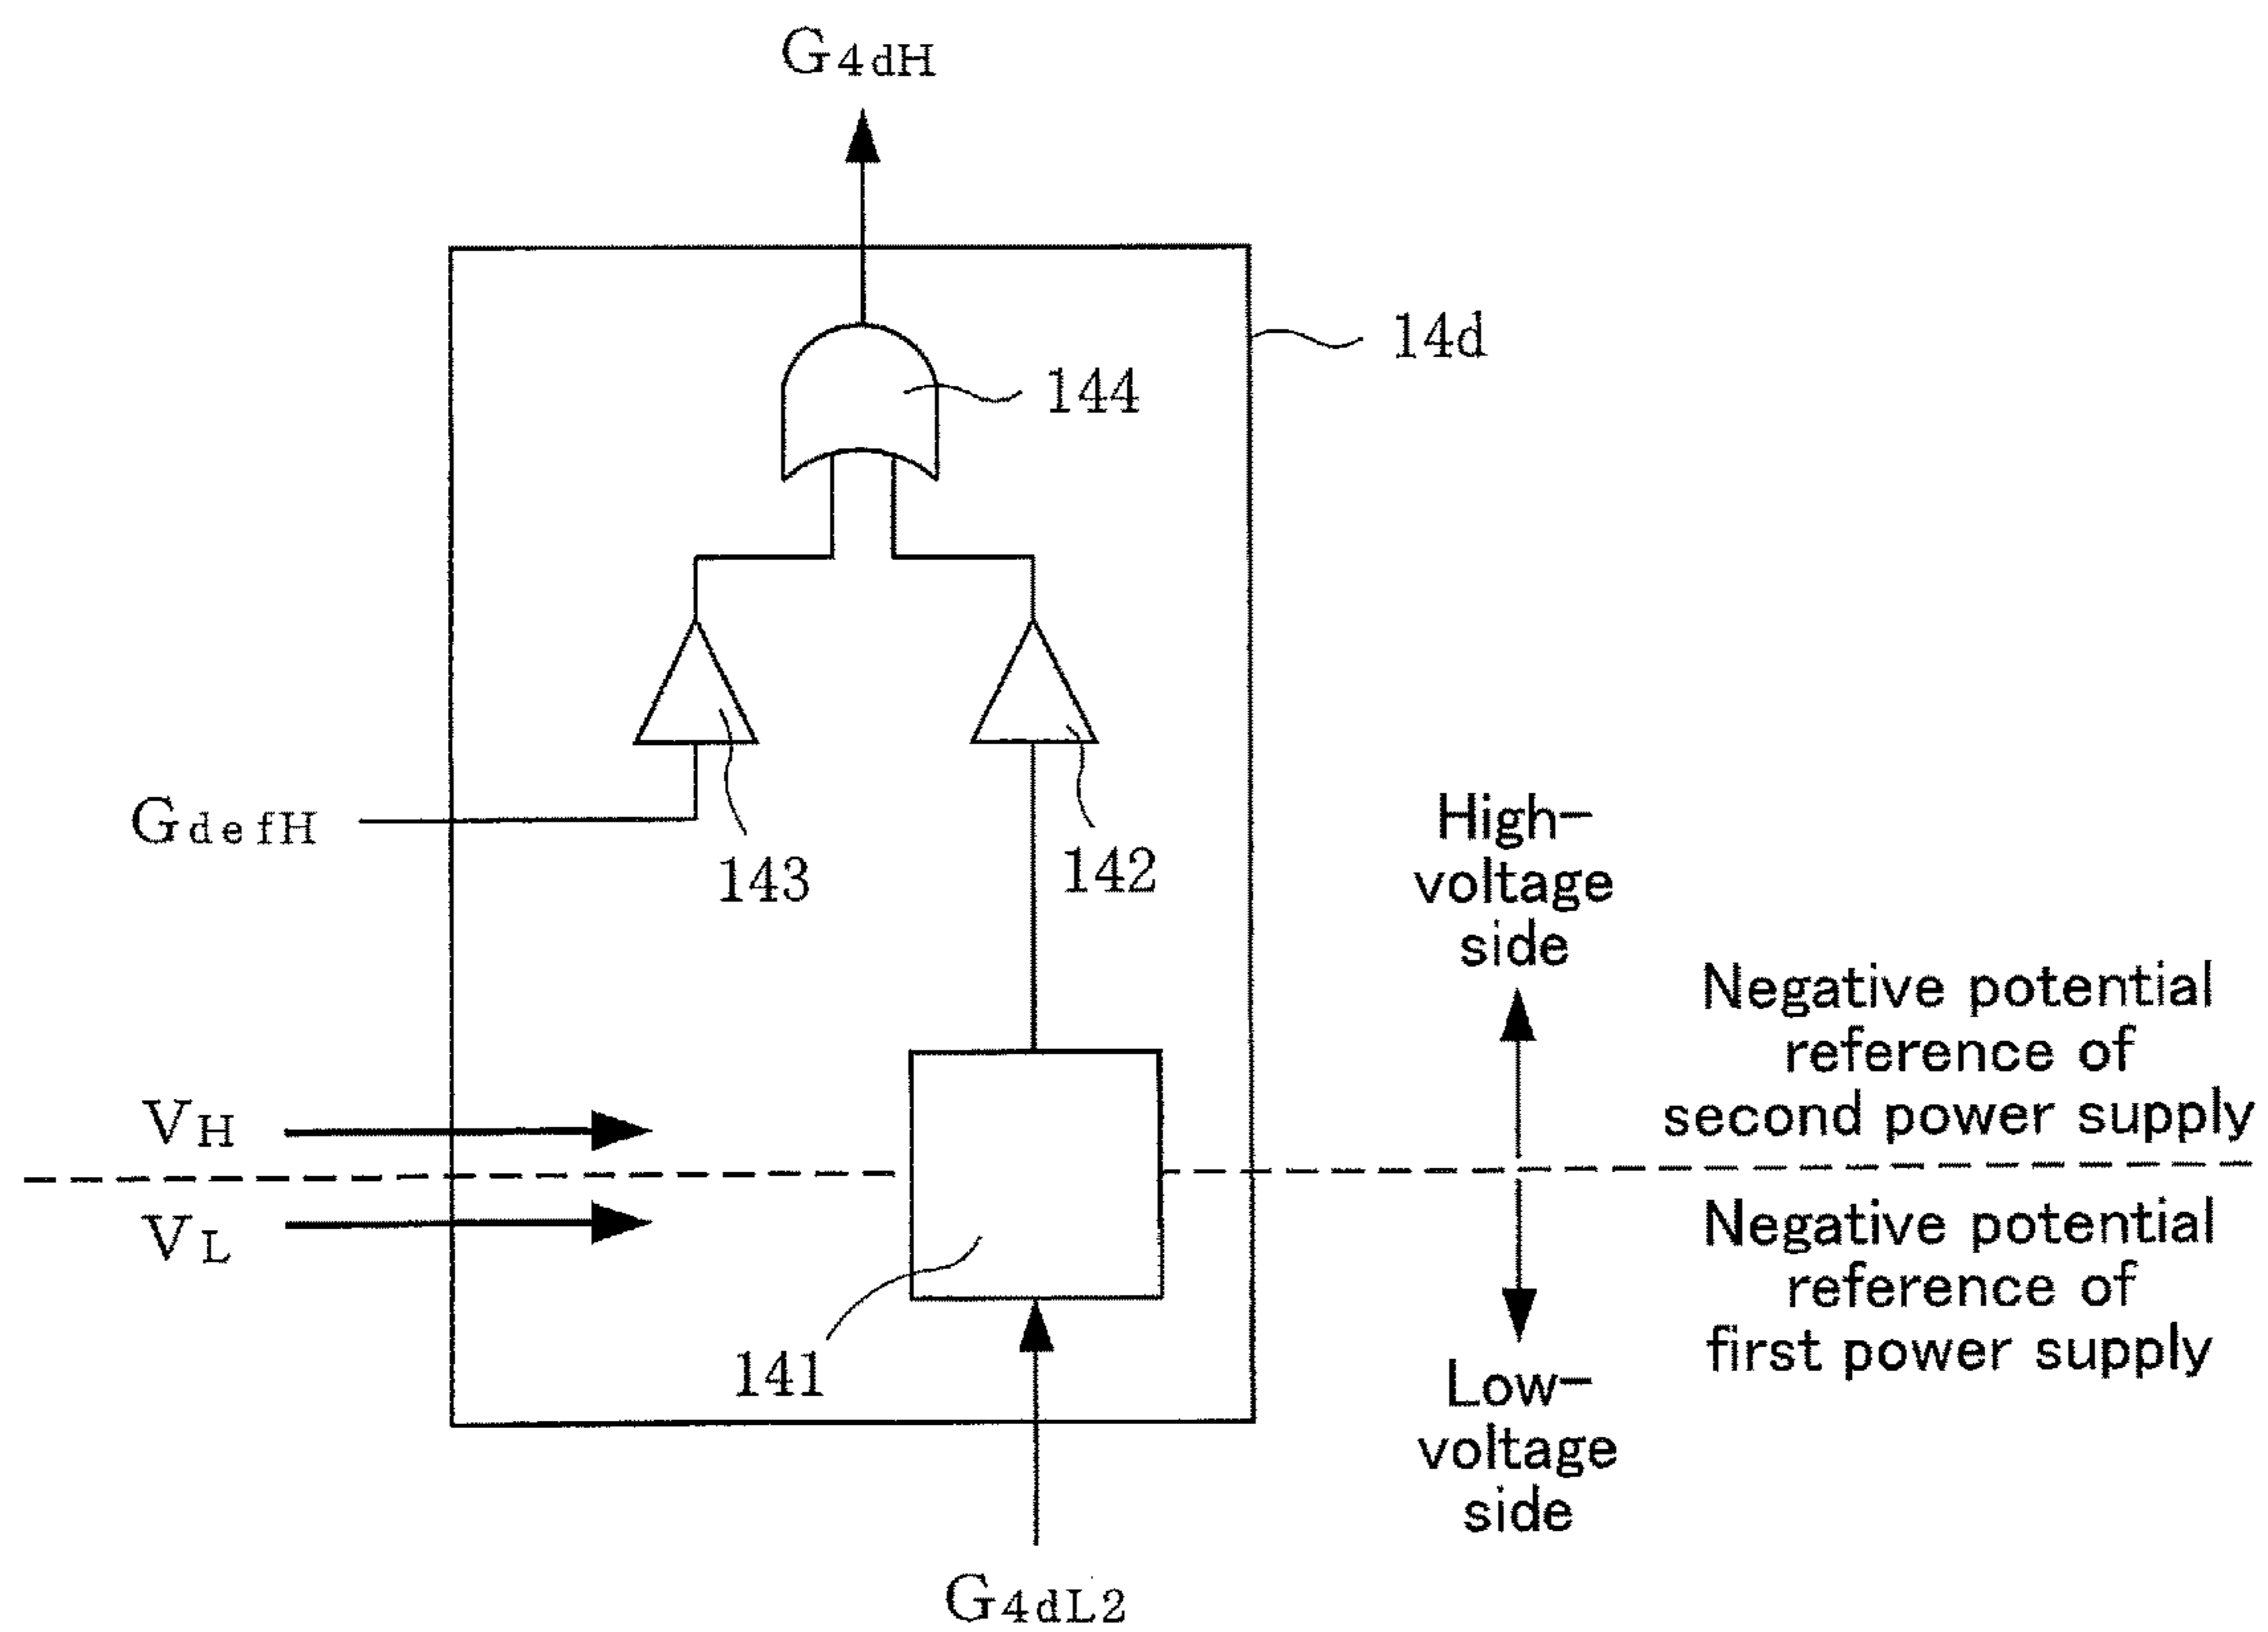 G4dH
14d
144
GdefH
143
142
High-
voltage
side
Negative potential
reference of
second power supply
VH
VL
Negative potential
reference of
first power supply
141
Low-
voltage
side
G4dL2